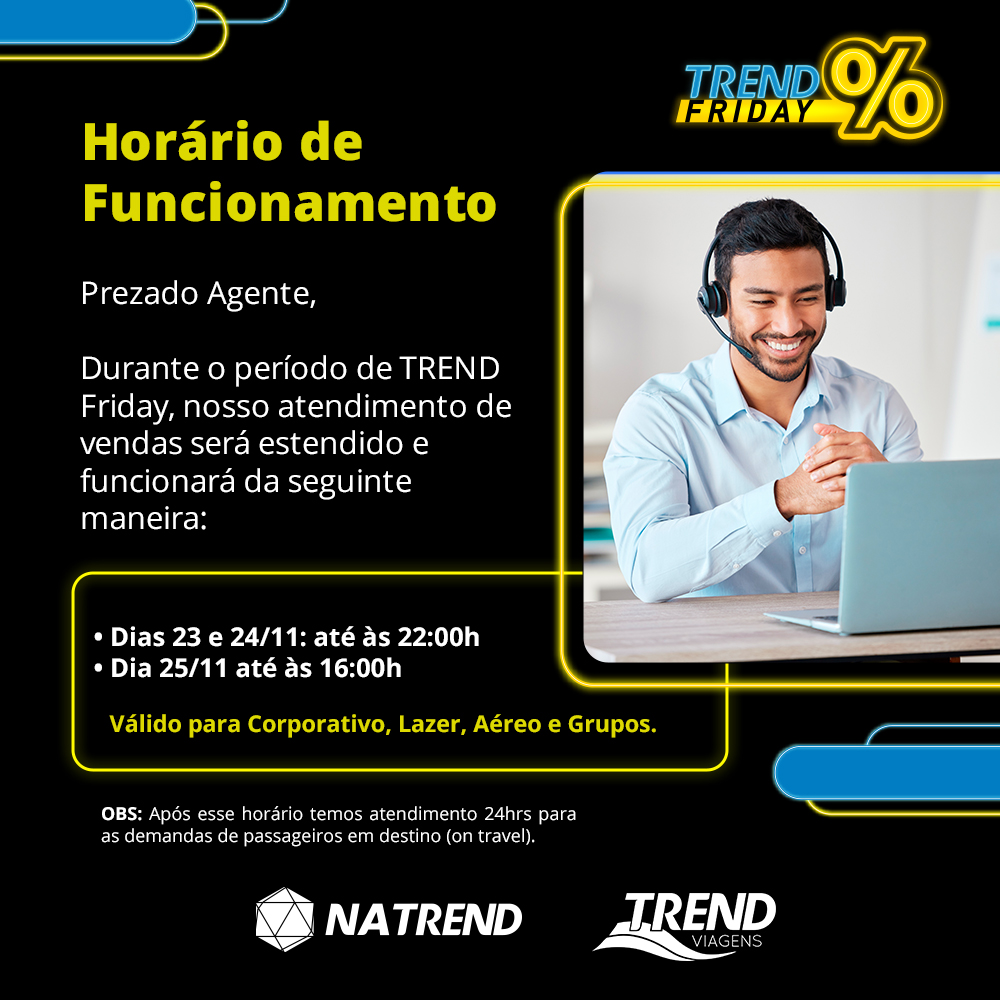 TREND
FRIDAY %
Horário de
Funcionamento
Prezado Agente,
Durante o período de TREND
Friday, nosso atendimento de
vendas será estendido e
funcionará da seguinte
maneira:
• Dias 23 e 24/11: até às 22:00h
• Dia 25/11 até às 16:00h
Válido para Corporativo, Lazer, Aéreo e Grupos.
OBS: Após esse horário temos atendimento 24hrs para
as demandas de passageiros em destino (on travel).
NATREND
TREND
VIAGENS